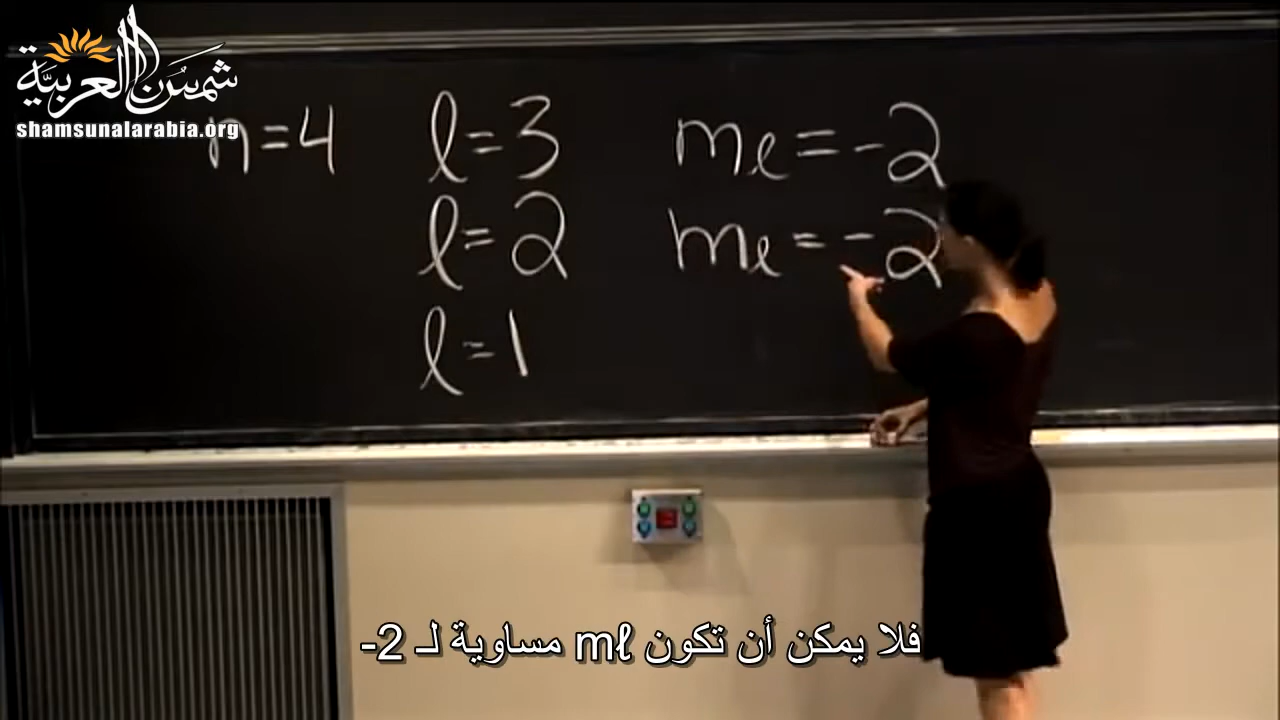 شمسُ العربيَّة
shamsunalarabia.org
n=4 l=3 ml=-2
l=2 ml=-2
l=1
فلا يمكن أن تكون mℓ مساوية لـ 2-